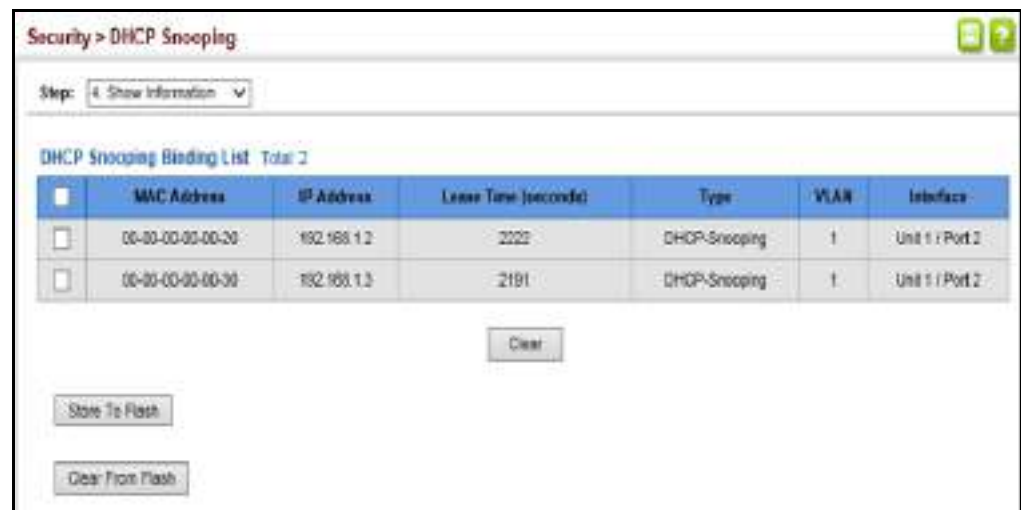 Security > DHCP Snooping
Step: 4. Show Information
DHCP Snooping Binding List Total: 2
MAC Address IP Address Lease Time (seconds) Type VLAN Interface
00-00-00-00-00-20 192.168.1.2 2222 DHCP-Snooping 1 Unit 1 / Port 2
00-00-00-00-00-30 192.168.1.3 2191 DHCP-Snooping 1 Unit 1 / Port 2
Clear
Store To Flash
Clear From Flash